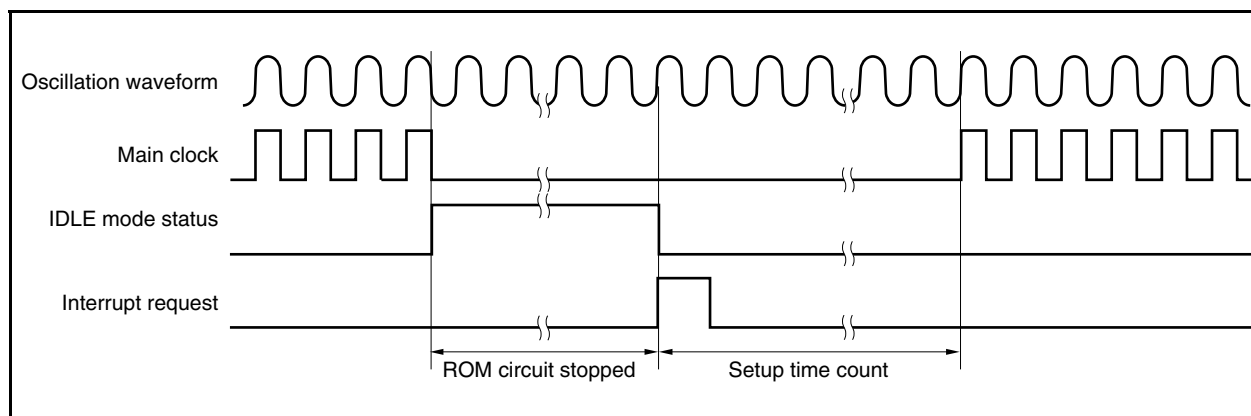 Oscillation waveform
Main clock
IDLE mode status
Interrupt request
ROM circuit stopped
Setup time count